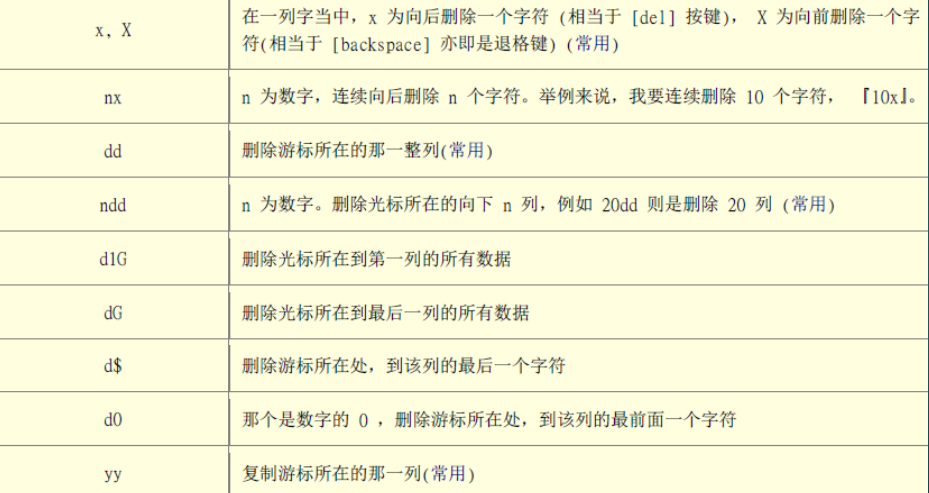 x, X
在一列字当中，x 为向后删除一个字符 (相当于 [del] 按键)， X 为向前删除一个字
符(相当于 [backspace] 亦即是退格键) (常用)
nx
n 为数字，连续向后删除 n 个字符。举例来说，我要连续删除 10 个字符， 『10x』。
dd
删除游标所在的那一整列(常用)
ndd
n 为数字。删除光标所在的向下 n 列，例如 20dd 则是删除 20 列 (常用)
d1G
删除光标所在到第一列的所有数据
dG
删除光标所在到最后一列的所有数据
d$
删除游标所在处，到该列的最后一个字符
d0
那个是数字的 0 ，删除游标所在处，到该列的最前面一个字符
yy
复制游标所在的那一列(常用)